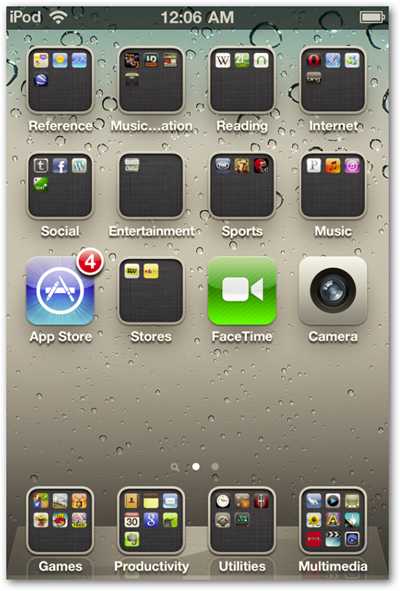 iPod 12:06 AM
Reference Music...ation Reading Internet
Social Entertainment Sports Music
4
App Store Stores FaceTime Camera
30
Games Productivity Utilities Multimedia